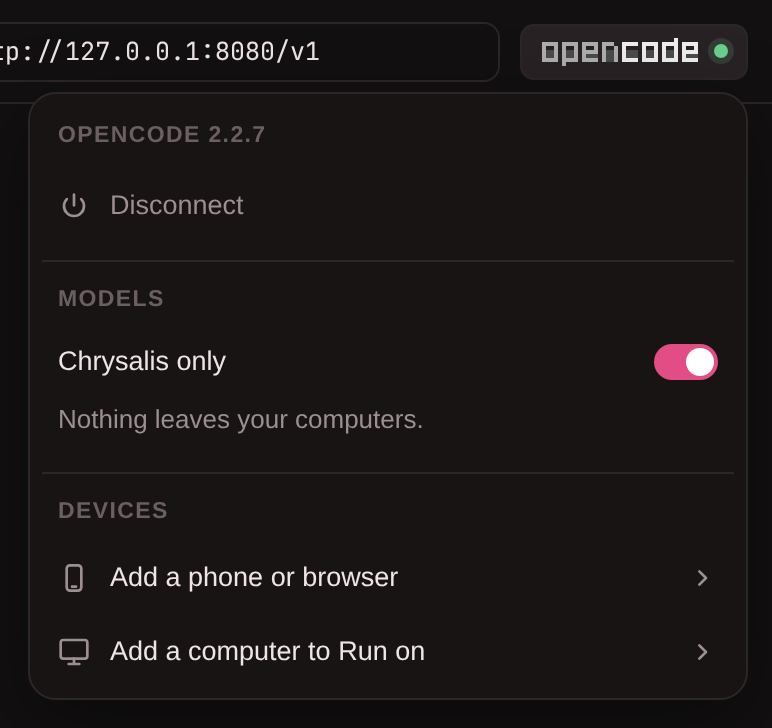 tp://127.0.0.1:8080/v1
opencode
OPENCODE 2.2.7
Disconnect
MODELS
Chrysalis only
Nothing leaves your computers.
DEVICES
Add a phone or browser
Add a computer to Run on